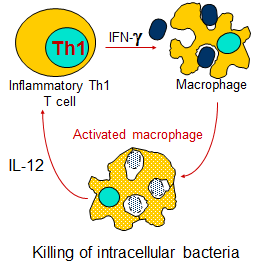 Th1
IFN-γ
Inflammatory Th1
T cell
Macrophage
Activated macrophage
IL-12
Killing of intracellular bacteria